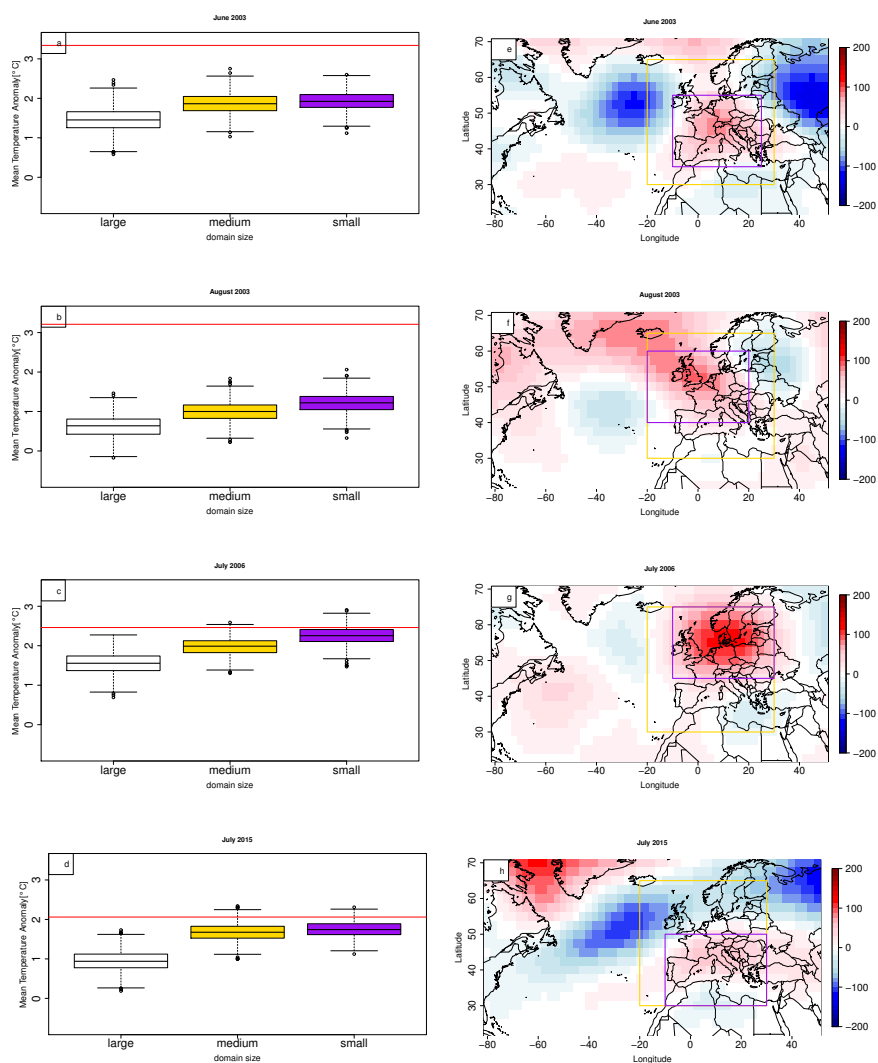 June 2003
a
Mean Temperature Anomaly[°C]
0 1 2 3
large medium small
domain size
June 2003
e
Latitude
30 40 50 60 70
−80 −60 −40 −20 0 20 40
Longitude
200
100
0
−100
−200
August 2003
b
Mean Temperature Anomaly[°C]
0 1 2 3
large medium small
domain size
August 2003
f
Latitude
30 40 50 60 70
−80 −60 −40 −20 0 20 40
Longitude
200
100
0
−100
−200
July 2006
c
Mean Temperature Anomaly[°C]
0 1 2 3
large medium small
domain size
July 2006
g
Latitude
30 40 50 60 70
−80 −60 −40 −20 0 20 40
Longitude
200
100
0
−100
−200
July 2015
d
Mean Temperature Anomaly[°C]
0 1 2 3
large medium small
domain size
July 2015
h
Latitude
30 40 50 60 70
−80 −60 −40 −20 0 20 40
Longitude
200
100
0
−100
−200